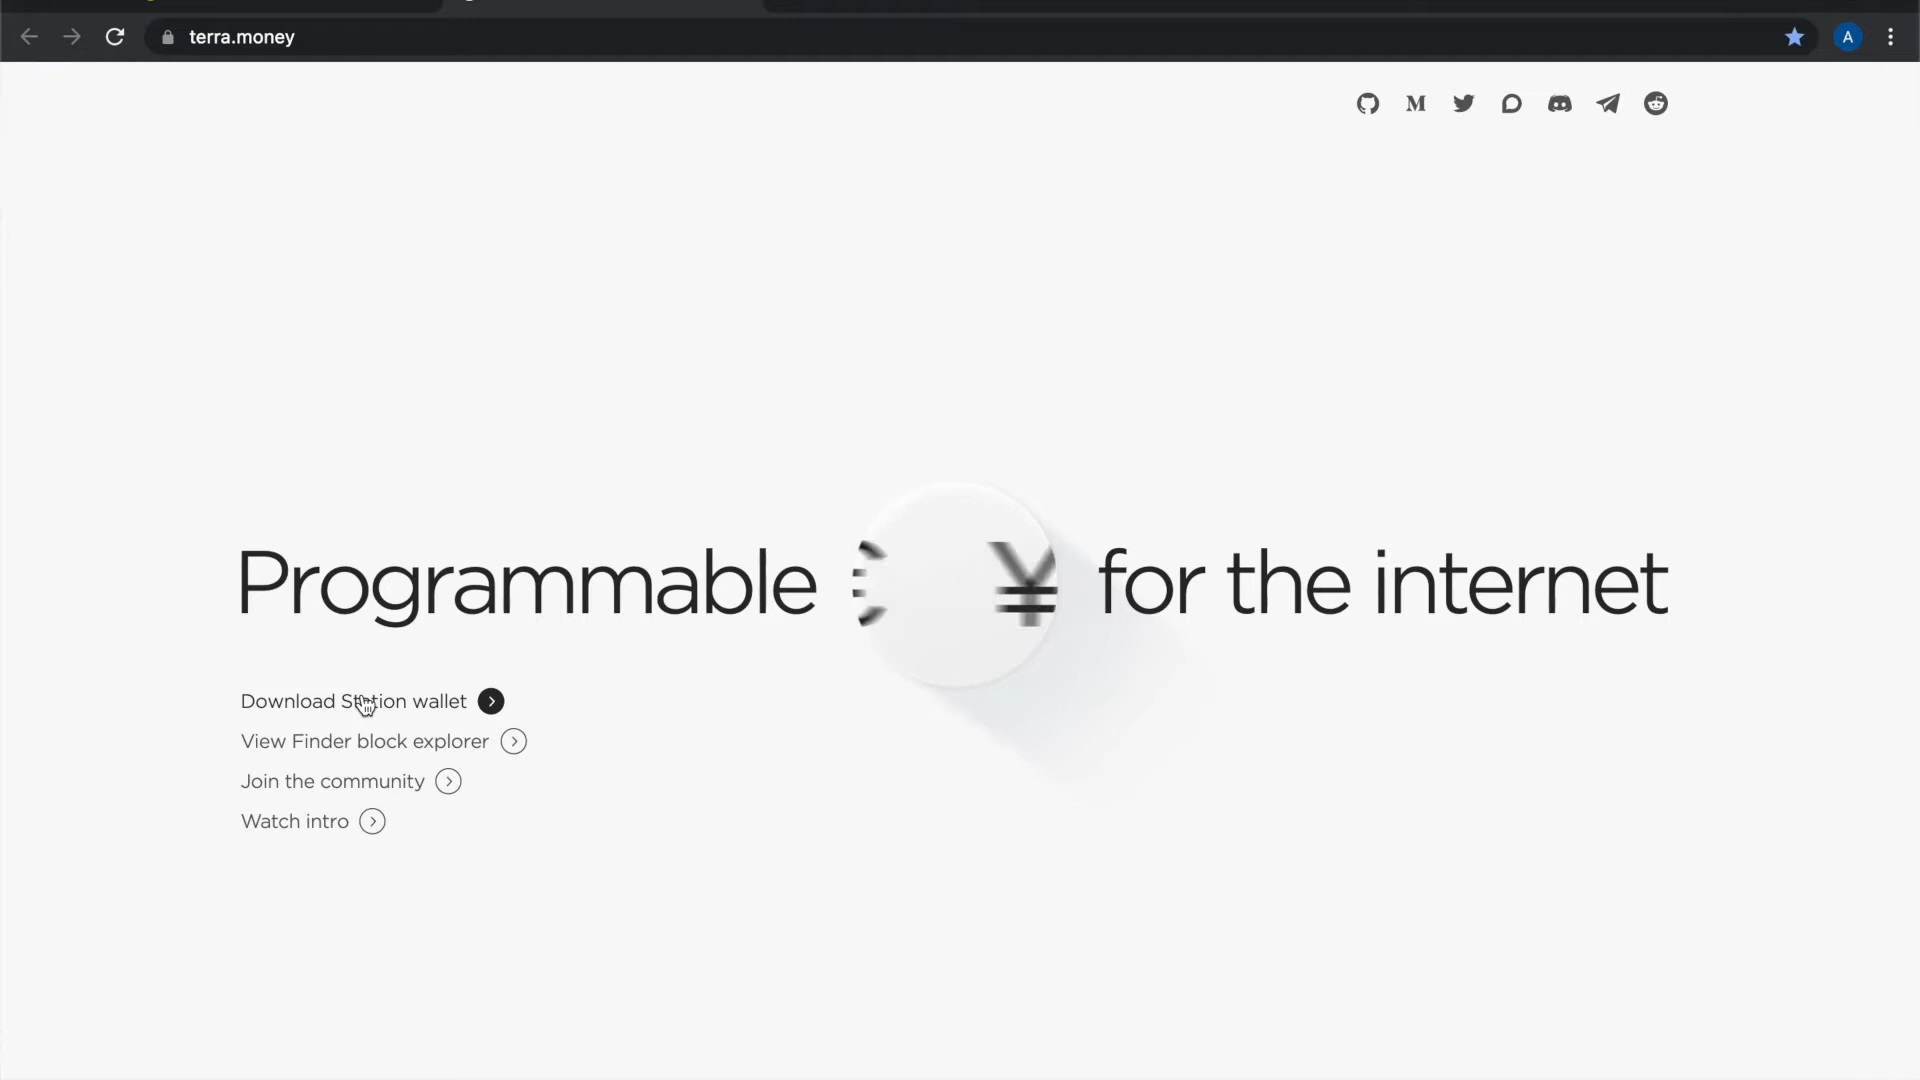 terra.money
A
M
Programmable € ¥ for the internet
Download Station wallet
View Finder block explorer
Join the community
Watch intro